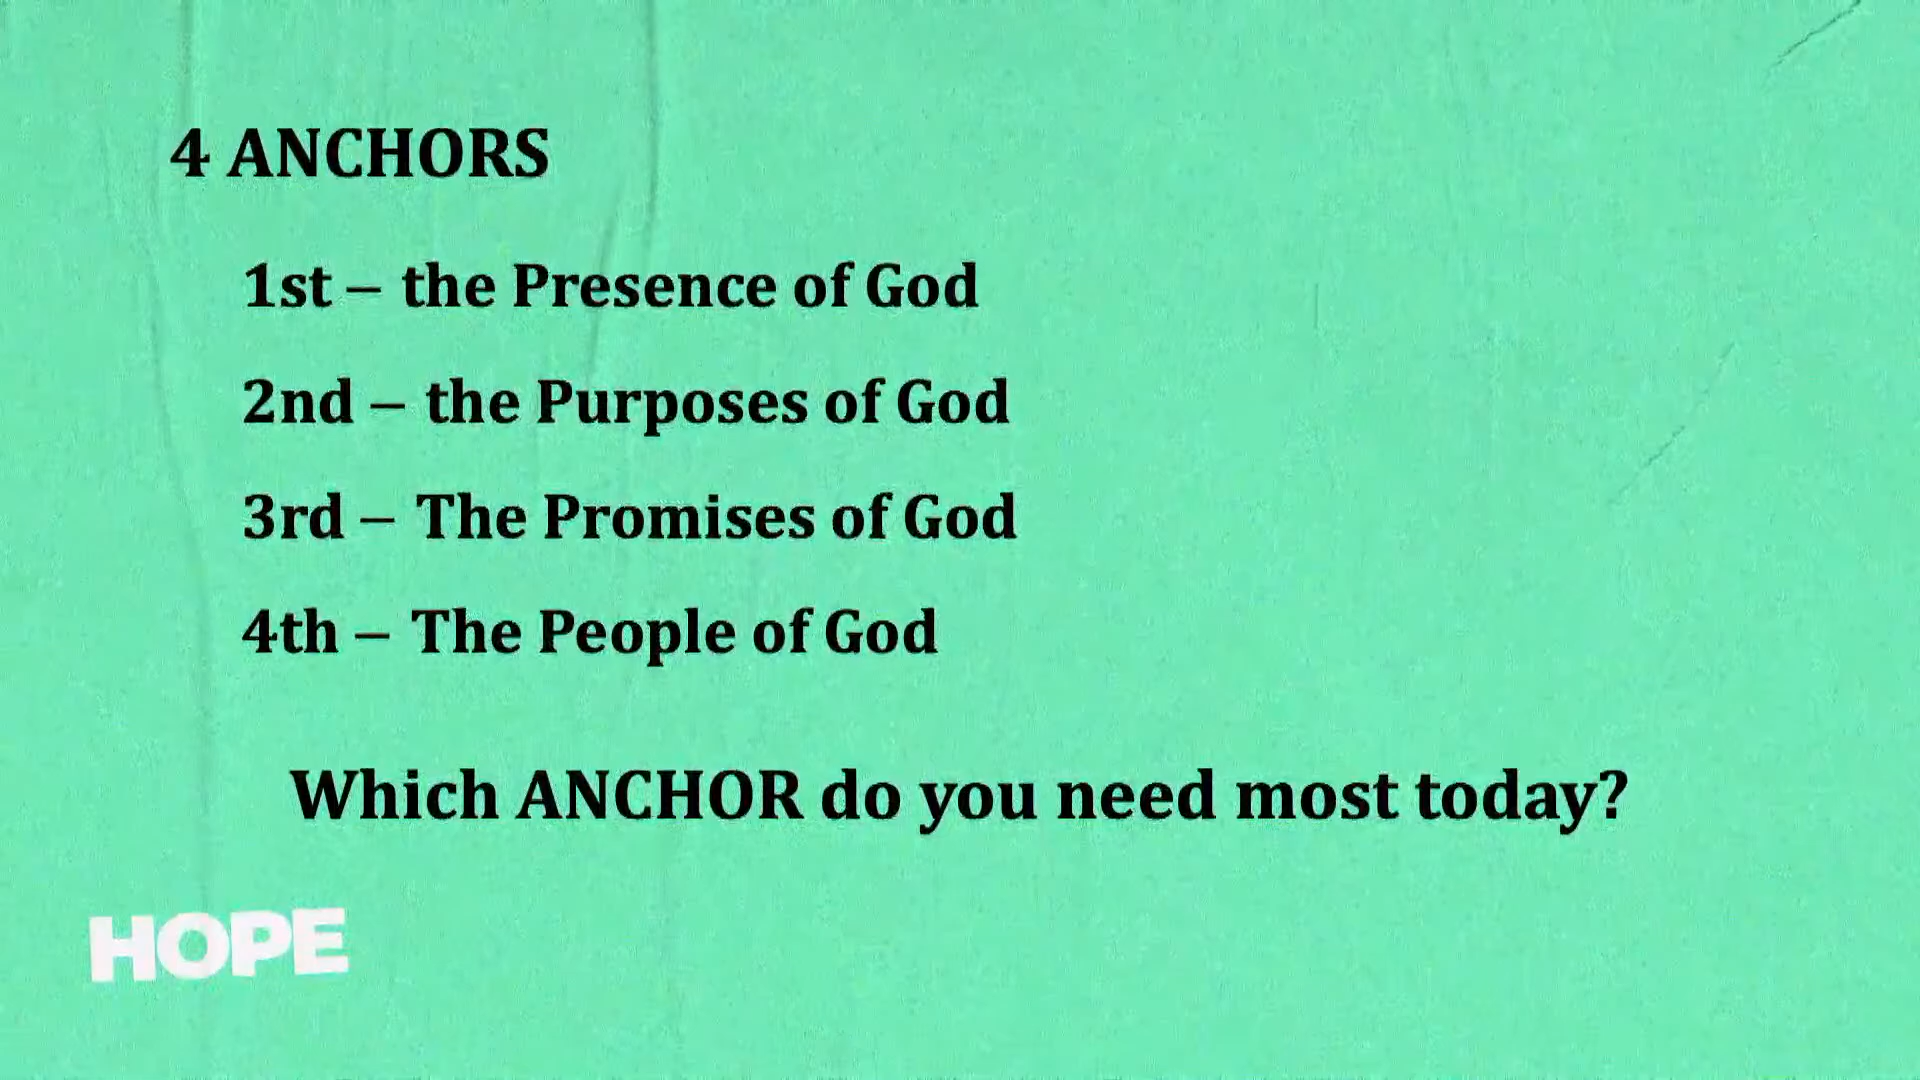 4 ANCHORS
1st – the Presence of God
2nd – the Purposes of God
3rd – The Promises of God
4th – The People of God
Which ANCHOR do you need most today?
HOPE